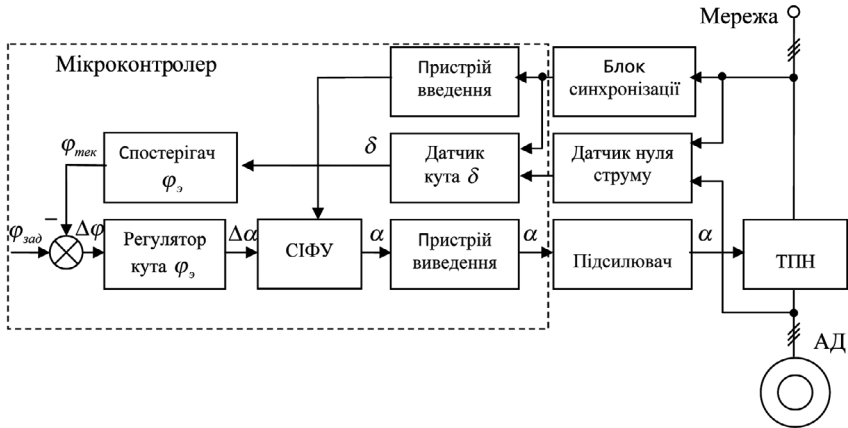 Мережа
Мікроконтролер
Пристрій
введення
Блок
синхронізації
φтек
Спостерігач
φэ
δ
Датчик
кута δ
Датчик нуля
струму
φзад
−
Δφ
Регулятор
кута φэ
Δα
СІФУ
α
Пристрій
виведення
α
Підсилювач
α
ТПН
АД